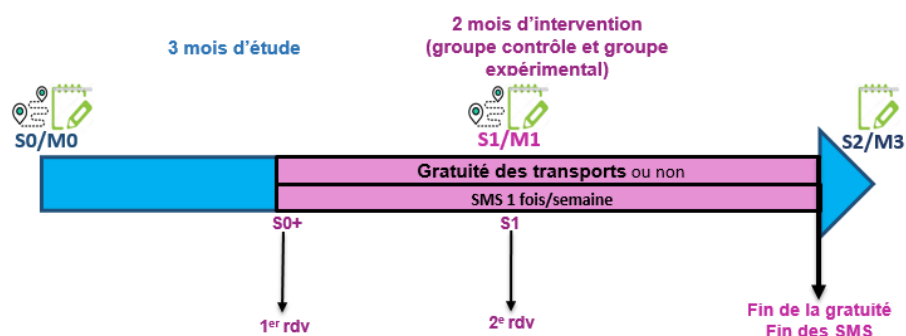 3 mois d'étude
2 mois d'intervention
(groupe contrôle et groupe
expérimental)
S0/M0
S1/M1
S2/M3
Gratuité des transports ou non
SMS 1 fois/semaine
S0+
S1
1er rdv
2e rdv
Fin de la gratuité
Fin des SMS